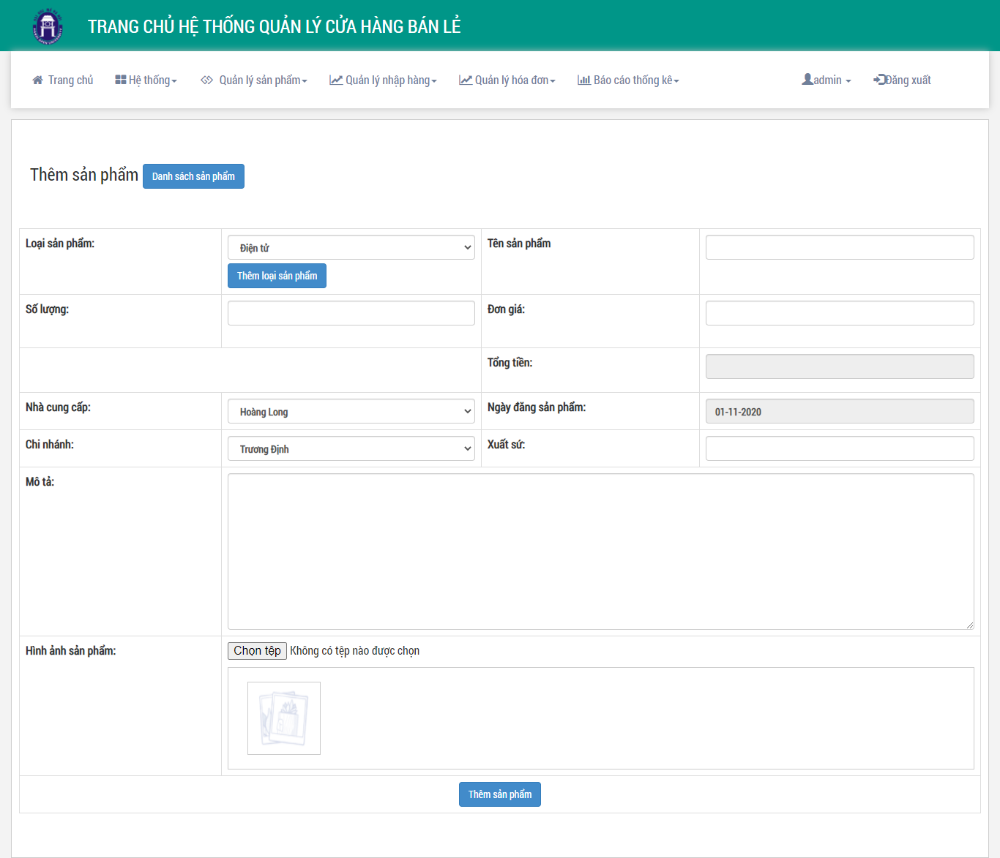 TRANG CHỦ HỆ THỐNG QUẢN LÝ CỬA HÀNG BÁN LẺ
Trang chủ Hệ thống Quản lý sản phẩm Quản lý nhập hàng Quản lý hóa đơn Báo cáo thống kê admin Đăng xuất
Thêm sản phẩm Danh sách sản phẩm
Loại sản phẩm: Điện tử Tên sản phẩm
Thêm loại sản phẩm
Số lượng: Đơn giá:
Tổng tiền:
Nhà cung cấp: Hoàng Long Ngày đăng sản phẩm: 01-11-2020
Chi nhánh: Trương Định Xuất sứ:
Mô tả:
Hình ảnh sản phẩm: Chọn tệp Không có tệp nào được chọn
Thêm sản phẩm